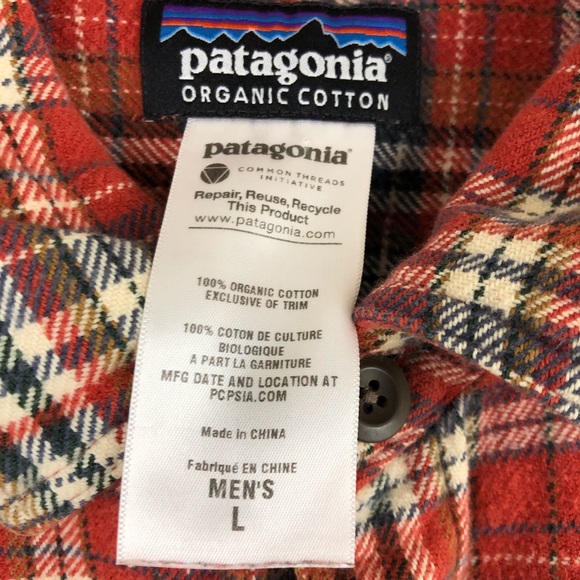 patagonia®
ORGANIC COTTON
patagonia®
COMMON THREADS
INITIATIVE
Repair, Reuse, Recycle
This Product
www.patagonia.com
100% ORGANIC COTTON
EXCLUSIVE OF TRIM
100% COTON DE CULTURE
BIOLOGIQUE
A PART LA GARNITURE
MFG DATE AND LOCATION AT
PCPSIA.COM
Made in CHINA
Fabriqué EN CHINE
MEN'S
L